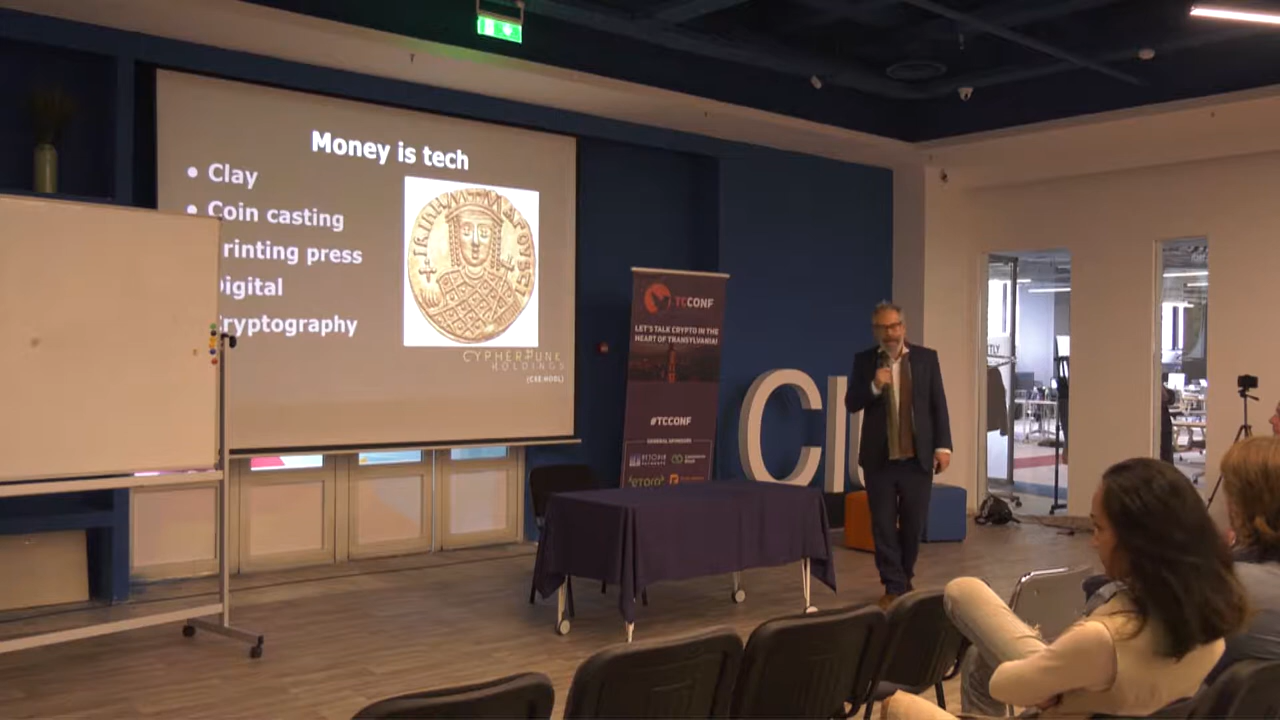 Money is tech
• Clay
• Coin casting
rinting press
igital
ryptography
CYPHERPUNK
HOLDINGS
(CSE:HODL)
TCCONF
LET'S TALK CRYPTO IN THE
HEART OF TRANSYLVANIA!
#TCCONF
GENERAL SPONSORS
eToro